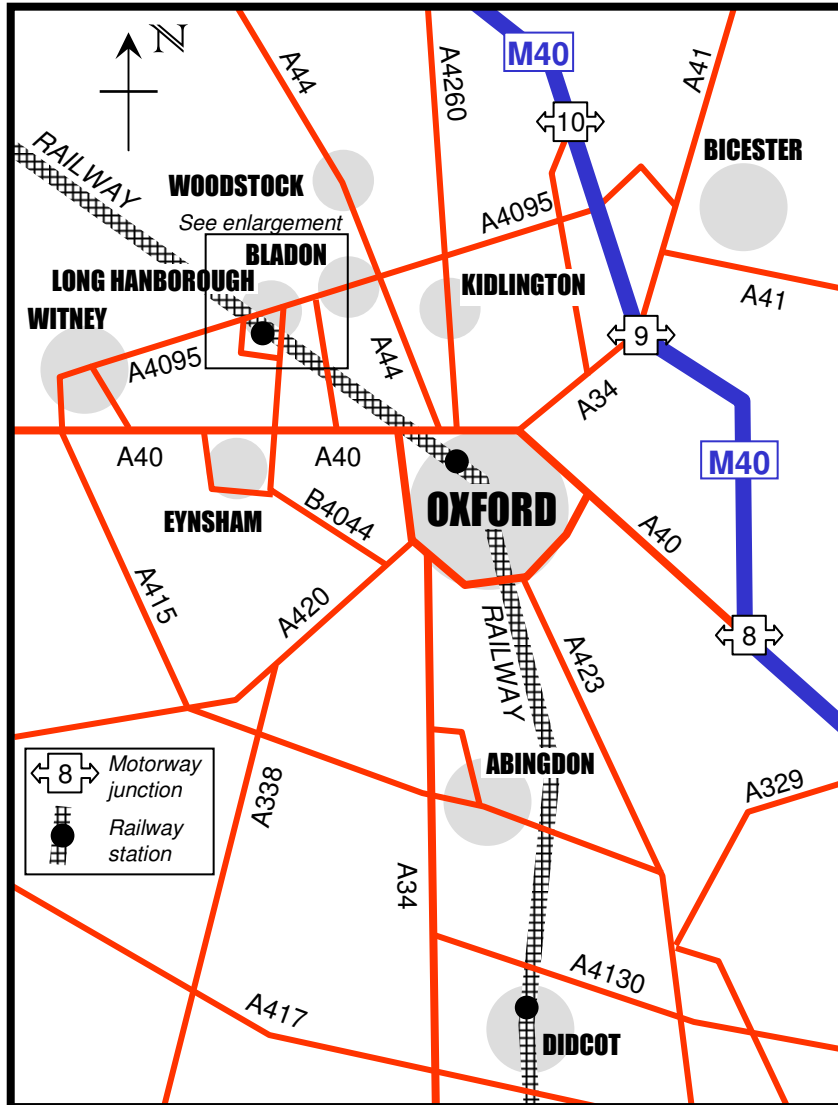 N
M40
A44
A4260
A41
10
BICESTER
RAILWAY
WOODSTOCK
See enlargement
A4095
BLADON
LONG HANBOROUGH
KIDLINGTON
A41
WITNEY
9
A4095
A44
A34
A40
A40
M40
EYNSHAM
B4044
OXFORD
A40
A415
A420
RAILWAY
A423
8
ABINGDON
8
Motorway
junction
Railway
station
A338
A329
A34
A4130
A417
DIDCOT